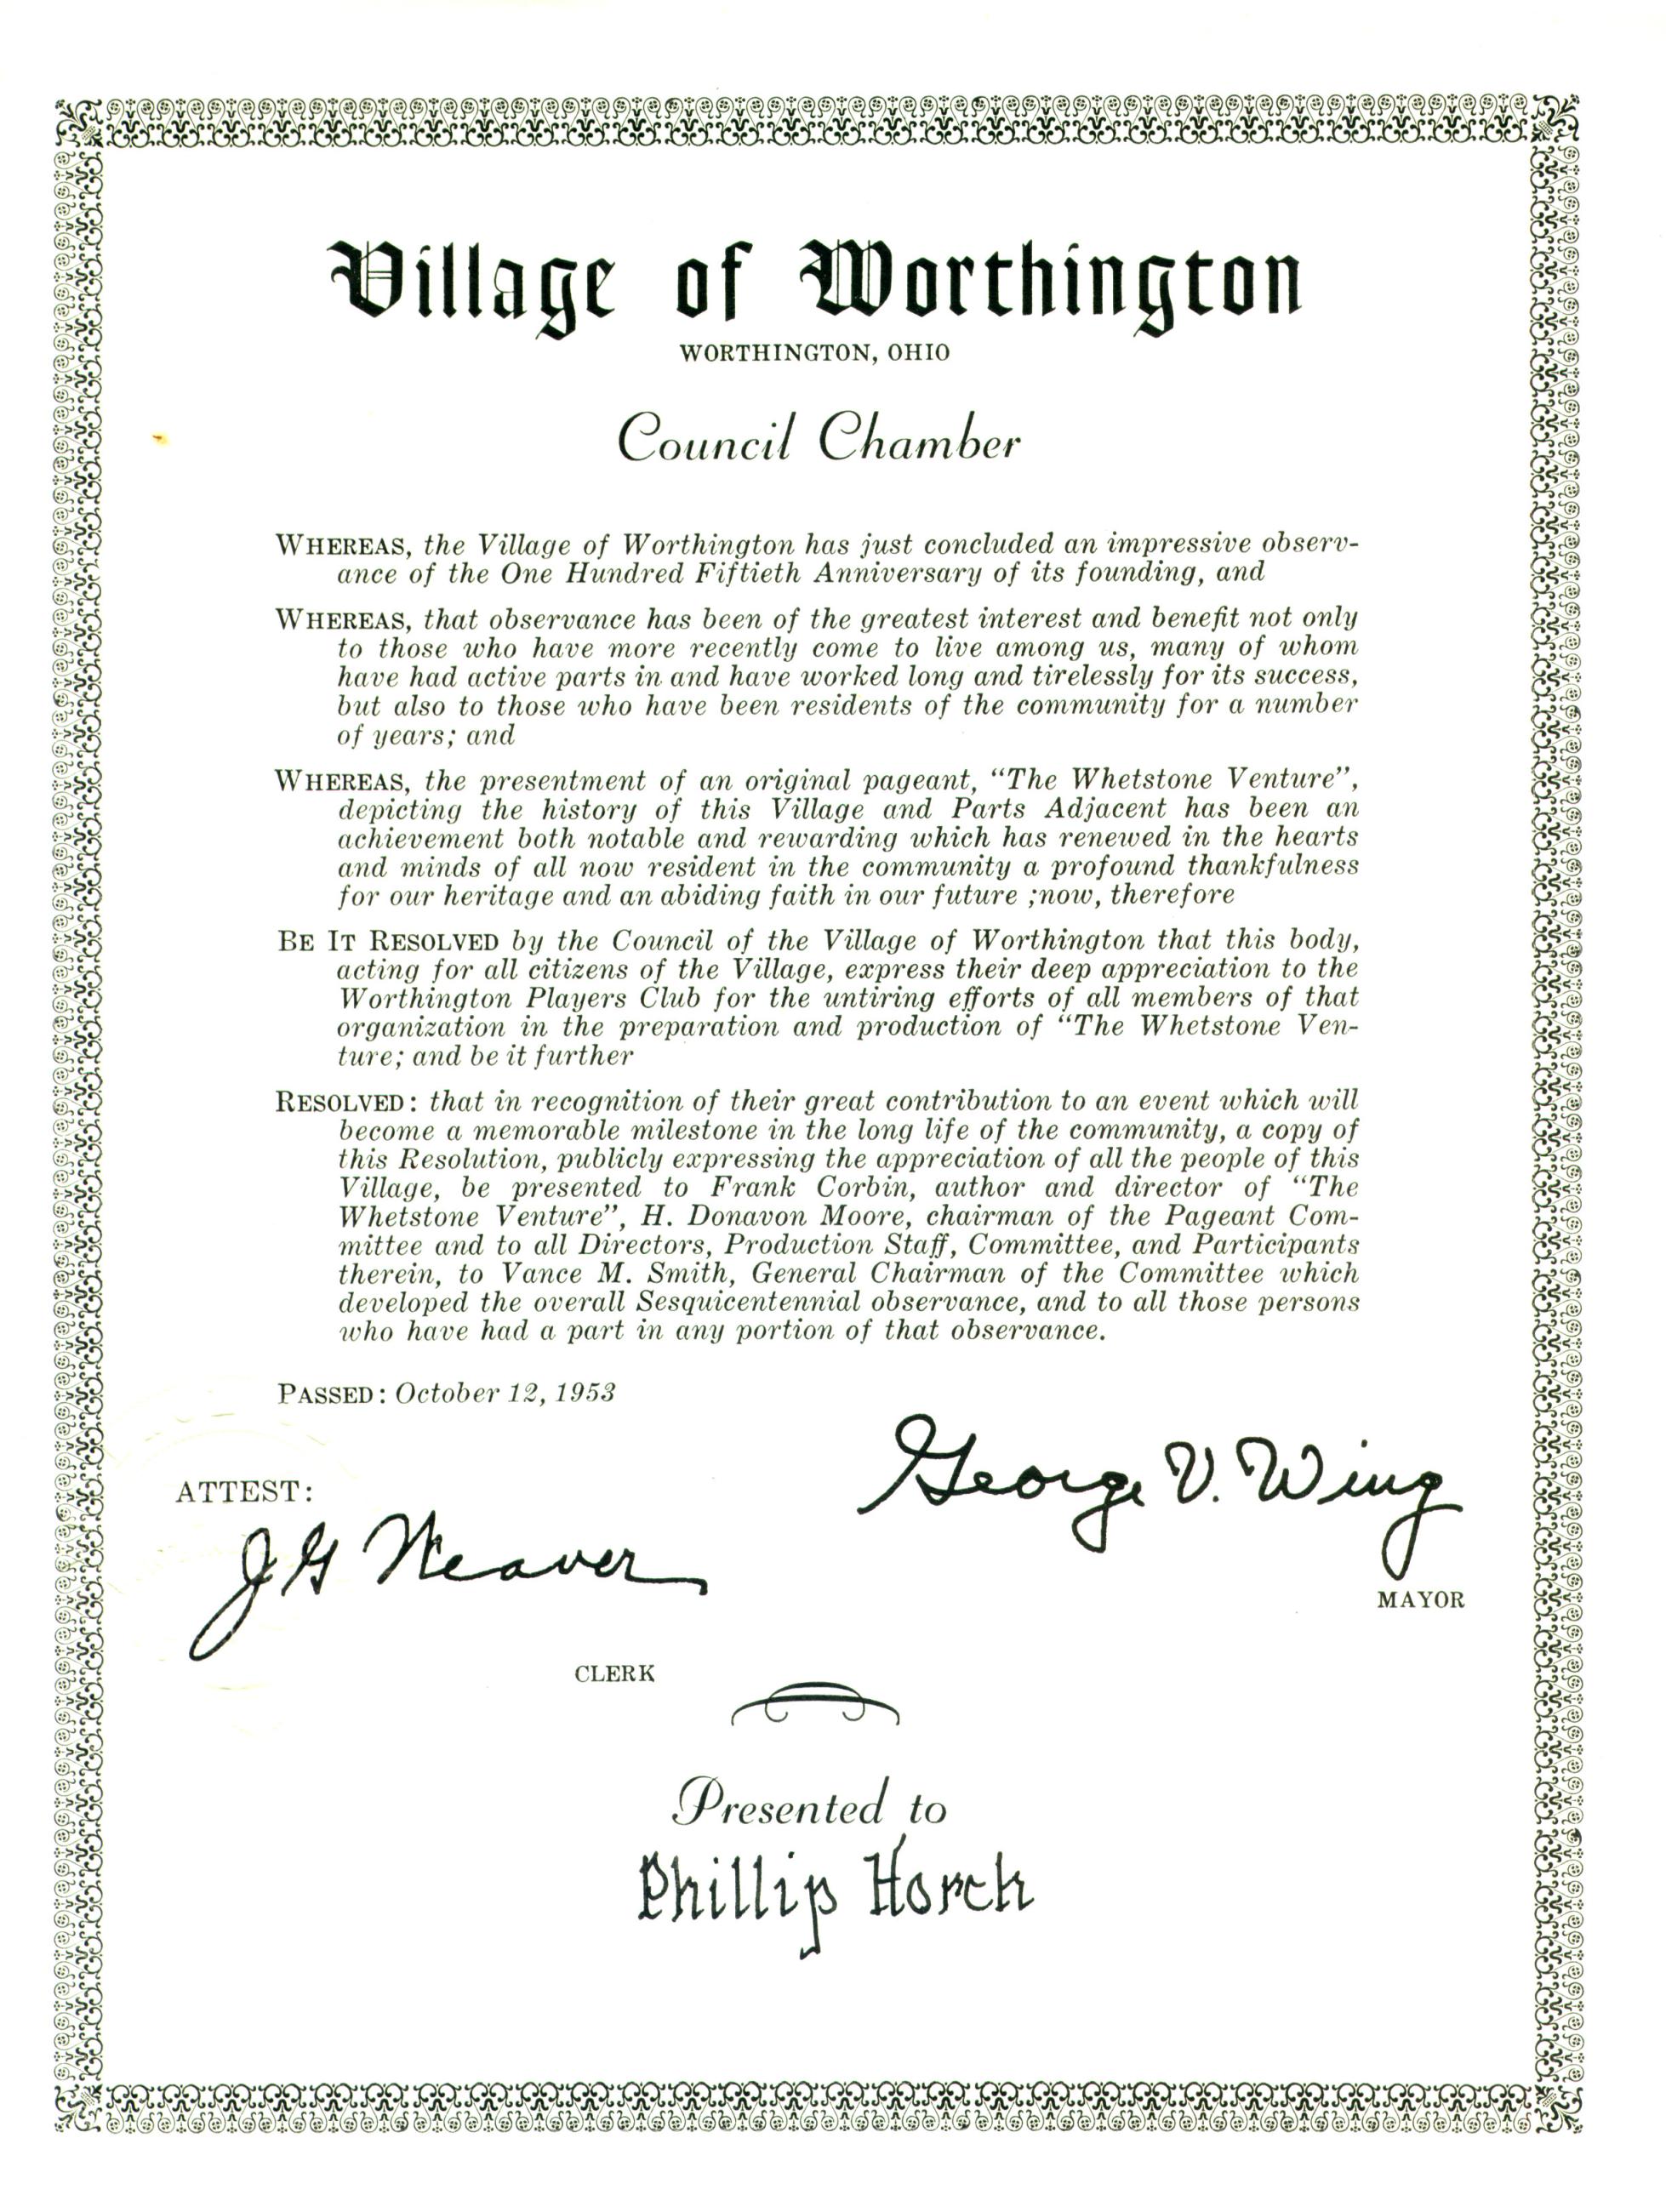 Village of Worthington
WORTHINGTON, OHIO
Council Chamber
WHEREAS, the Village of Worthington has just concluded an impressive observ-
ance of the One Hundred Fiftieth Anniversary of its founding, and
WHEREAS, that observance has been of the greatest interest and benefit not only
to those who have more recently come to live among us, many of whom
have had active parts in and have worked long and tirelessly for its success,
but also to those who have been residents of the community for a number
of years; and
WHEREAS, the presentment of an original pageant, “The Whetstone Venture”,
depicting the history of this Village and Parts Adjacent has been an
achievement both notable and rewarding which has renewed in the hearts
and minds of all now resident in the community a profound thankfulness
for our heritage and an abiding faith in our future ;now, therefore
BE IT RESOLVED by the Council of the Village of Worthington that this body,
acting for all citizens of the Village, express their deep appreciation to the
Worthington Players Club for the untiring efforts of all members of that
organization in the preparation and production of “The Whetstone Ven-
ture; and be it further
RESOLVED: that in recognition of their great contribution to an event which will
become a memorable milestone in the long life of the community, a copy of
this Resolution, publicly expressing the appreciation of all the people of this
Village, be presented to Frank Corbin, author and director of “The
Whetstone Venture”, H. Donavon Moore, chairman of the Pageant Com-
mittee and to all Directors, Production Staff, Committee, and Participants
therein, to Vance M. Smith, General Chairman of the Committee which
developed the overall Sesquicentennial observance, and to all those persons
who have had a part in any portion of that observance.
PASSED: October 12, 1953
George V. Wing
MAYOR
ATTEST:
J G Weaver
CLERK
Presented to
Phillip Horch